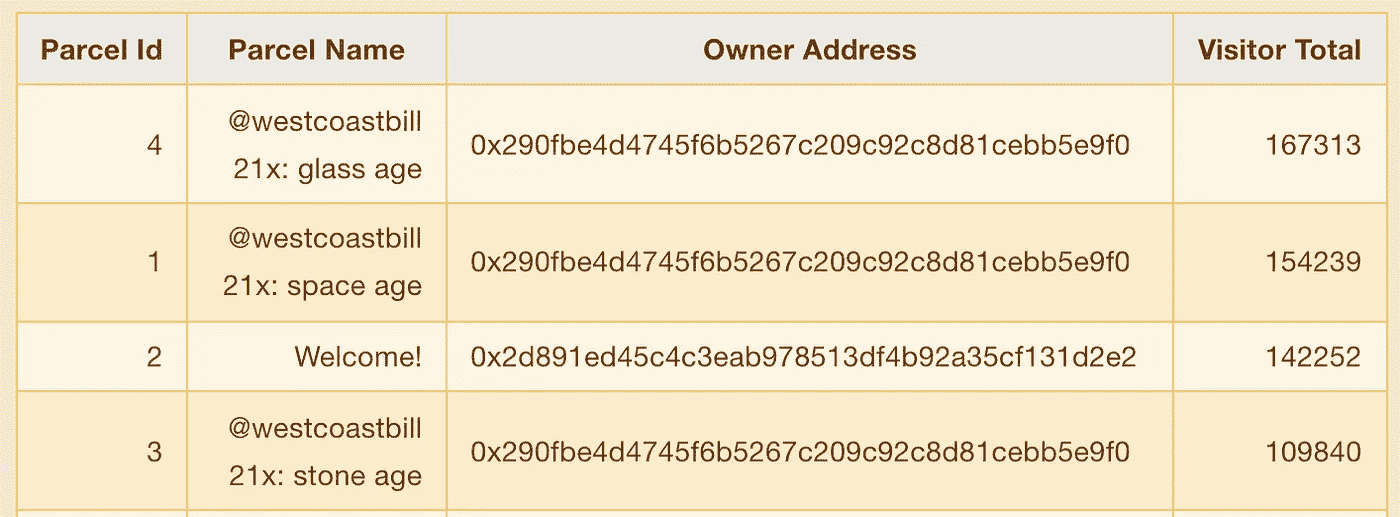 Parcel Id Parcel Name Owner Address Visitor Total
4 @westcoastbill 21x: glass age 0x290fbe4d4745f6b5267c209c92c8d81cebb5e9f0 167313
1 @westcoastbill 21x: space age 0x290fbe4d4745f6b5267c209c92c8d81cebb5e9f0 154239
2 Welcome! 0x2d891ed45c4c3eab978513df4b92a35cf131d2e2 142252
3 @westcoastbill 21x: stone age 0x290fbe4d4745f6b5267c209c92c8d81cebb5e9f0 109840